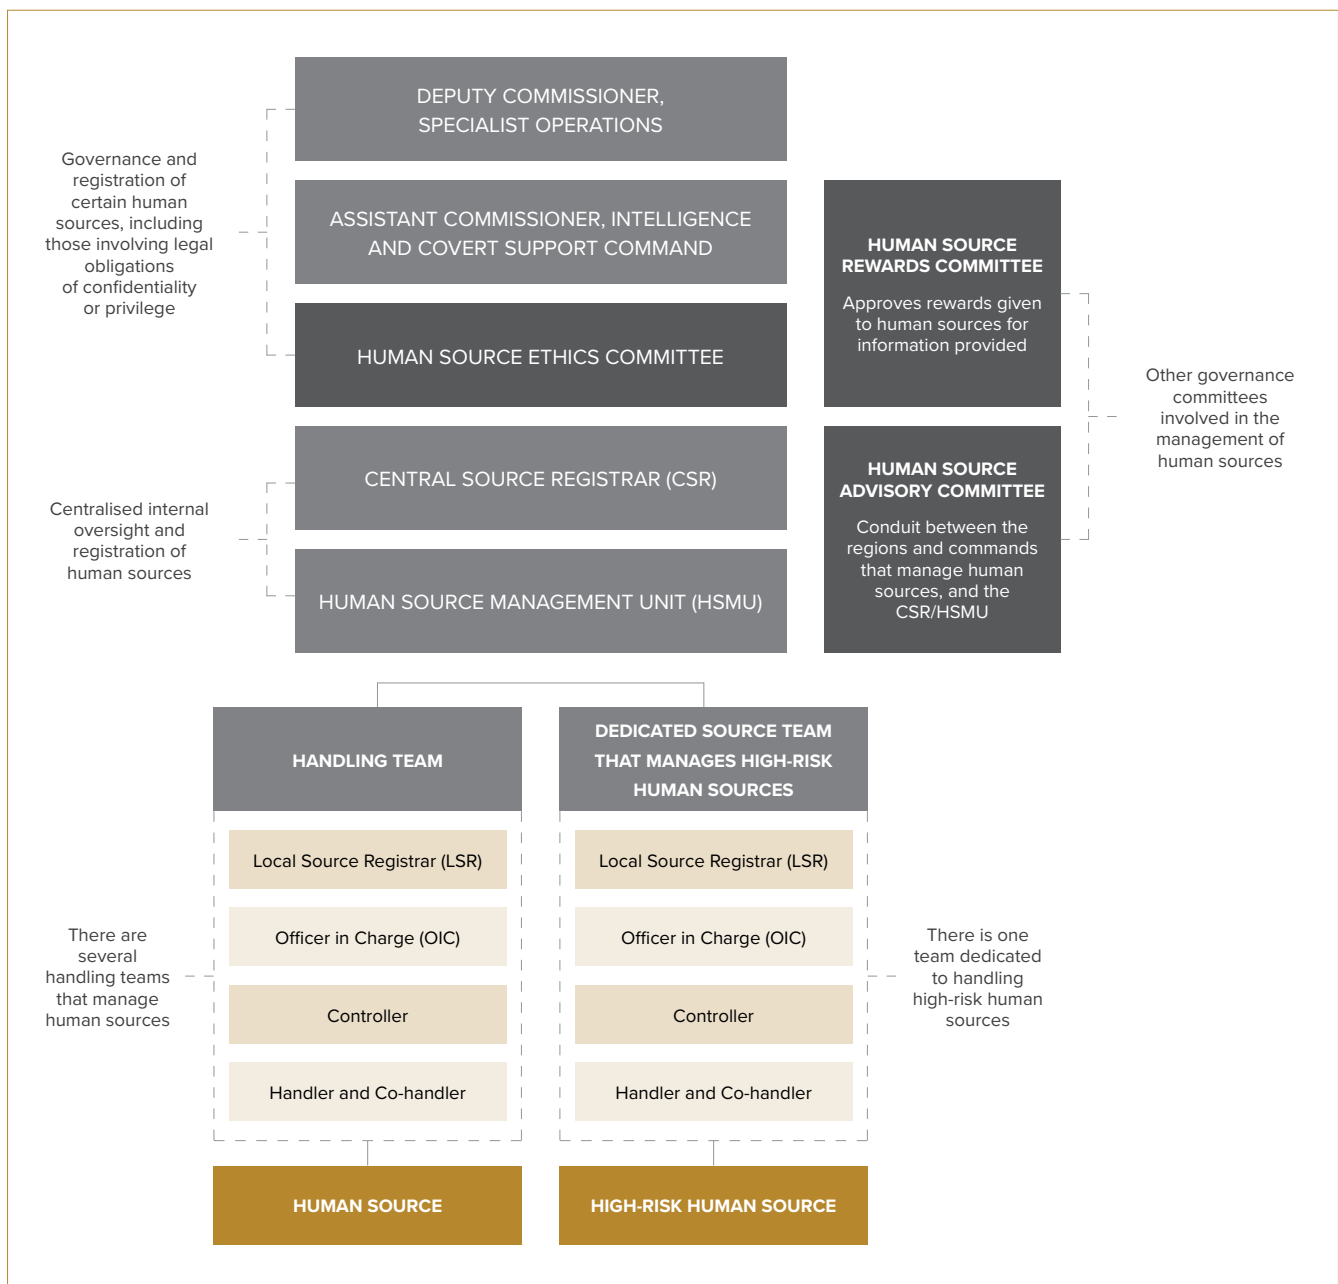 DEPUTY COMMISSIONER,
SPECIALIST OPERATIONS
Governance and
registration of
certain human
sources, including
those involving legal
obligations
of confidentiality
or privilege
ASSISTANT COMMISSIONER, INTELLIGENCE
AND COVERT SUPPORT COMMAND
HUMAN SOURCE ETHICS COMMITTEE
HUMAN SOURCE
REWARDS COMMITTEE
Approves rewards given
to human sources for
information provided
Other governance
committees
involved in the
management of
human sources
Centralised internal
oversight and
registration of
human sources
CENTRAL SOURCE REGISTRAR (CSR)
HUMAN SOURCE MANAGEMENT UNIT (HSMU)
HUMAN SOURCE
ADVISORY COMMITTEE
Conduit between the
regions and commands
that manage human
sources, and the
CSR/HSMU
HANDLING TEAM
Local Source Registrar (LSR)
Officer in Charge (OIC)
Controller
Handler and Co-handler
There are
several
handling teams
that manage
human sources
HUMAN SOURCE
DEDICATED SOURCE TEAM
THAT MANAGES HIGH-RISK
HUMAN SOURCES
Local Source Registrar (LSR)
Officer in Charge (OIC)
Controller
Handler and Co-handler
There is one
team dedicated
to handling
high-risk human
sources
HIGH-RISK HUMAN SOURCE